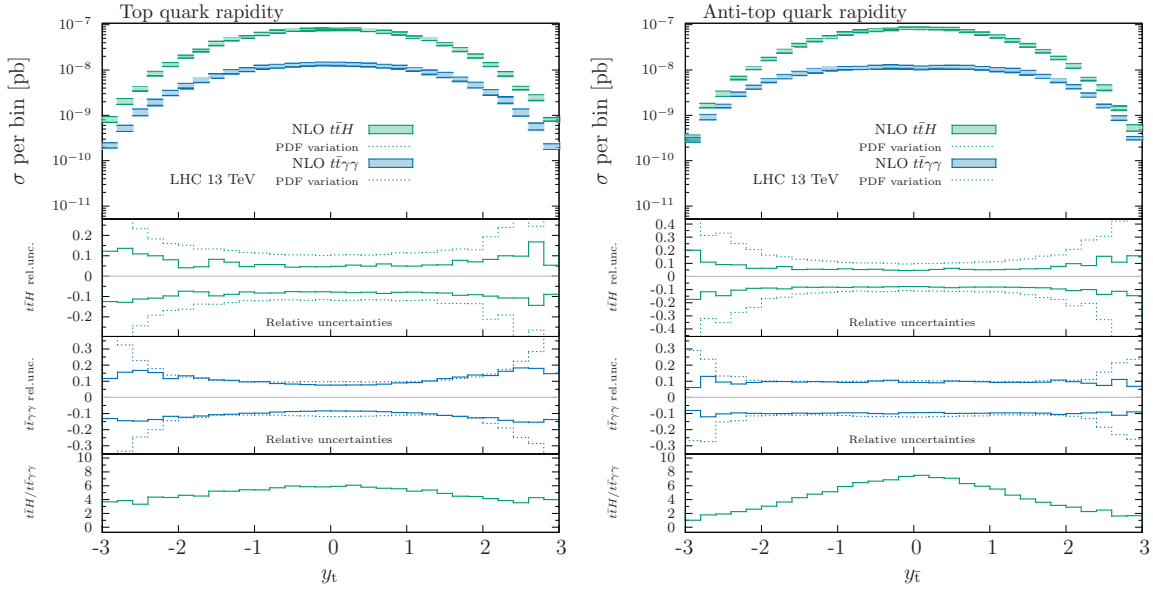 Top quark rapidity
10⁻⁷
10⁻⁸
10⁻⁹
10⁻¹⁰
10⁻¹¹
σ per bin [pb]
NLO tt̄H
PDF variation
NLO tt̄γγ
LHC 13 TeV
PDF variation
0.2
0.1
0
-0.1
-0.2
tt̄H rel.unc.
Relative uncertainties
0.3
0.2
0.1
0
-0.1
-0.2
-0.3
tt̄γγ rel.unc.
Relative uncertainties
10
8
6
4
2
0
tt̄H/tt̄γγ
-3 -2 -1 0 1 2 3
y_t
Anti-top quark rapidity
10⁻⁷
10⁻⁸
10⁻⁹
10⁻¹⁰
10⁻¹¹
σ per bin [pb]
NLO tt̄H
PDF variation
NLO tt̄γγ
LHC 13 TeV
PDF variation
0.4
0.3
0.2
0.1
0
-0.1
-0.2
-0.3
-0.4
tt̄H rel.unc.
Relative uncertainties
0.3
0.2
0.1
0
-0.1
-0.2
-0.3
tt̄γγ rel.unc.
Relative uncertainties
10
8
6
4
2
0
tt̄H/tt̄γγ
-3 -2 -1 0 1 2 3
y_t̄